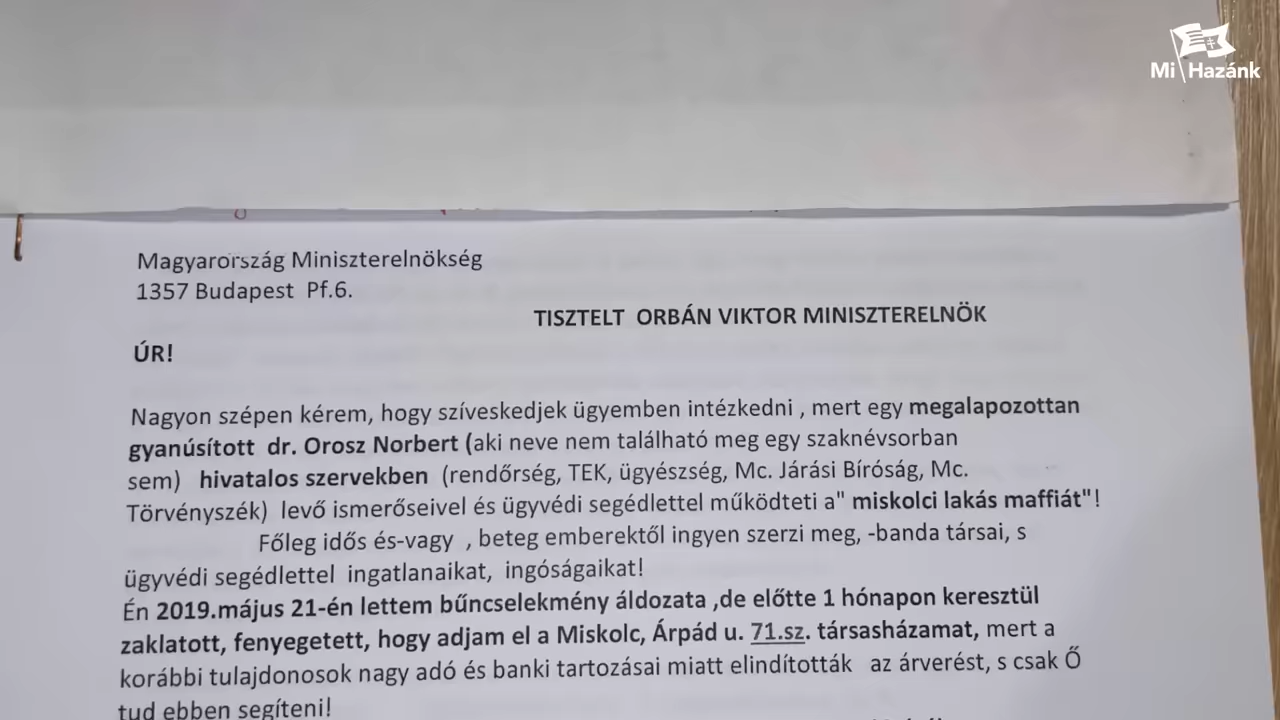 Mi Hazánk
Magyarország Miniszterelnökség
1357 Budapest Pf.6.
TISZTELT ORBÁN VIKTOR MINISZTERELNÖK
ÚR!
Nagyon szépen kérem, hogy szíveskedjek ügyemben intézkedni , mert egy megalapozottan
gyanúsított dr. Orosz Norbert (aki neve nem található meg egy szaknévsorban
sem) hivatalos szervekben (rendőrség, TEK, ügyészség, Mc. Járási Bíróság, Mc.
Törvényszék) levő ismerőseivel és ügyvédi segédlettel működteti a" miskolci lakás maffiát"!
Főleg idős és-vagy , beteg emberektől ingyen szerzi meg, -banda társai, s
ügyvédi segédlettel ingatlanaikat, ingóságaikat!
Én 2019.május 21-én lettem bűncselekmény áldozata ,de előtte 1 hónapon keresztül
zaklatott, fenyegetett, hogy adjam el a Miskolc, Árpád u. 71.sz. társasházamat, mert a
korábbi tulajdonosok nagy adó és banki tartozásai miatt elindították az árverést, s csak Ő
tud ebben segíteni!